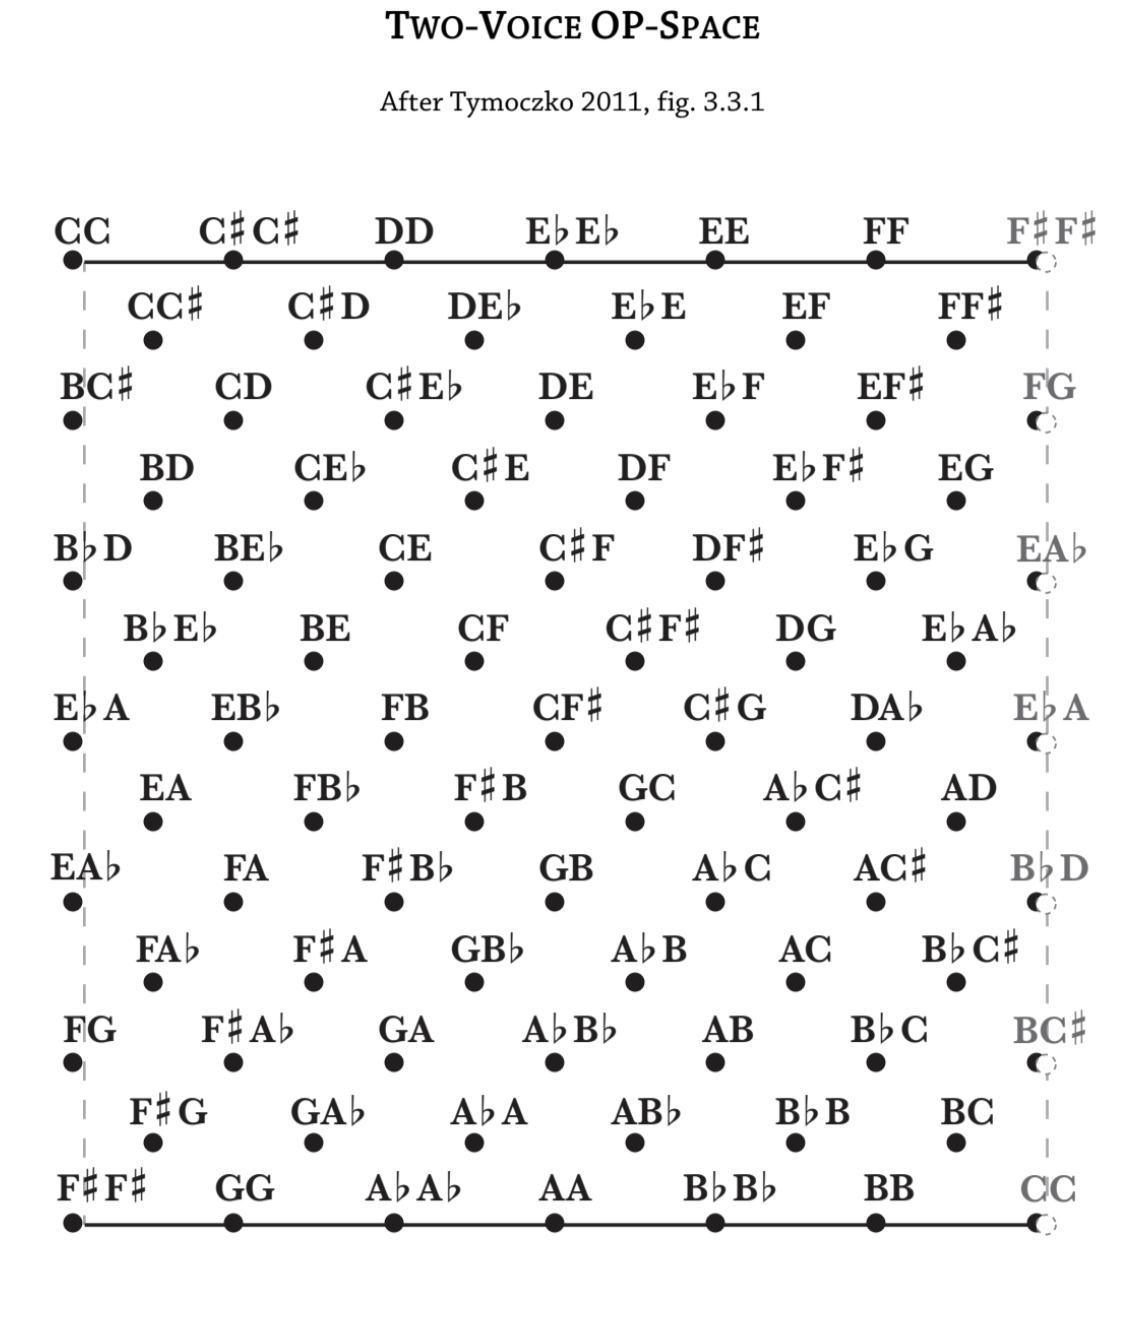 Two-Voice OP-Space
After Tymoczko 2011, fig. 3.3.1
CC C♯C♯ DD E♭E♭ EE FF F♯F♯
CC♯ C♯D DE♭ E♭E EF FF♯
BC♯ CD C♯E♭ DE E♭F EF♯ FG
BD CE♭ C♯E DF E♭F♯ EG
B♭D BE♭ CE C♯F DF♯ E♭G EA♭
B♭E♭ BE CF C♯F♯ DG E♭A♭
E♭A EB♭ FB CF♯ C♯G DA♭ E♭A
EA FB♭ F♯B GC A♭C♯ AD
EA♭ FA F♯B♭ GB A♭C AC♯ B♭D
FA♭ F♯A GB♭ A♭B AC B♭C♯
FG F♯A♭ GA A♭B♭ AB B♭C BC♯
F♯G GA♭ A♭A AB♭ B♭B BC
F♯F♯ GG A♭A♭ AA B♭B♭ BB CC